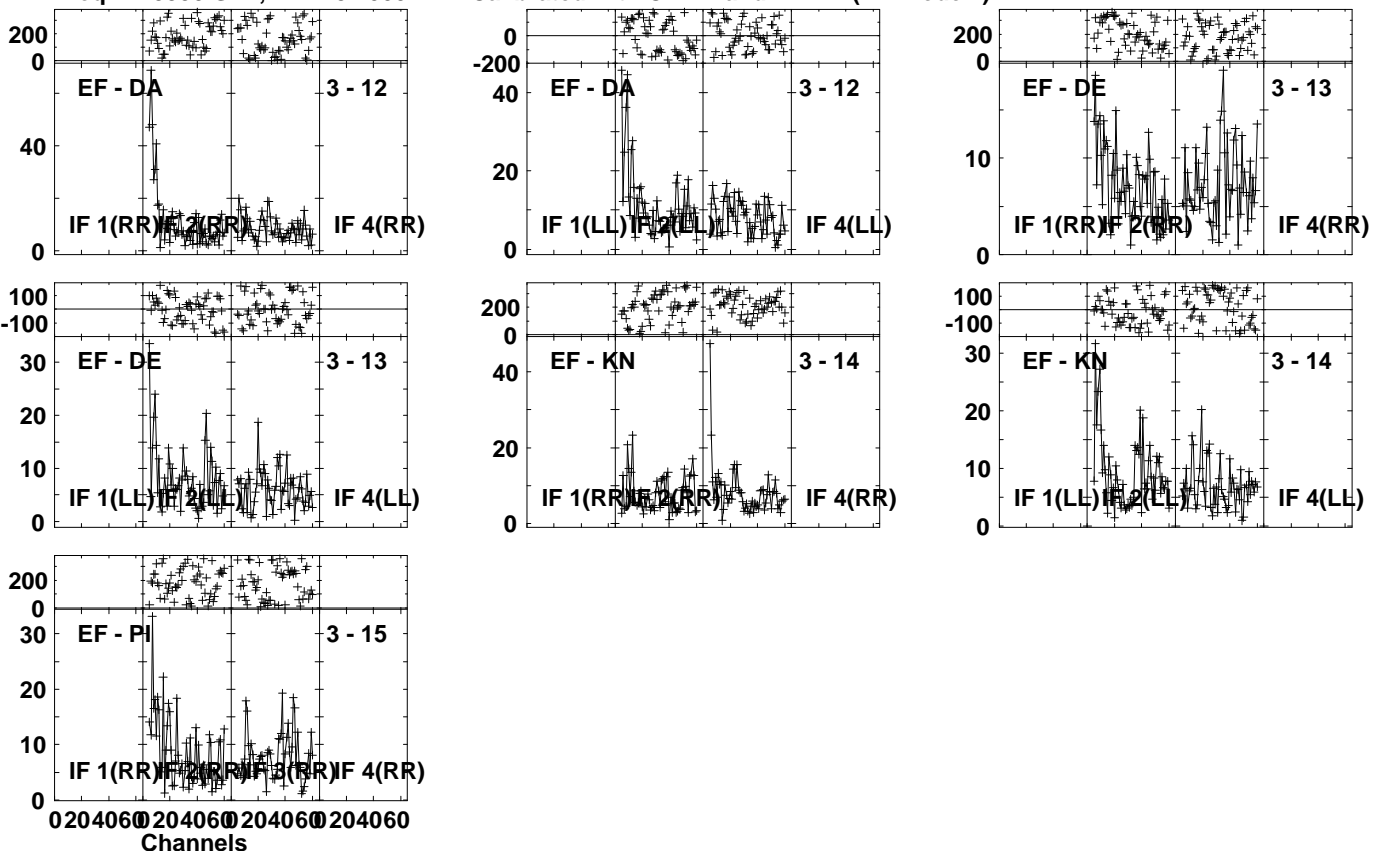 200
0
EF - DA 3 - 12
40
0
IF 1(RR) IF 2(RR) IF 4(RR)
0
-200
EF - DA 3 - 12
40
20
0
IF 1(LL) IF 2(LL) IF 4(LL)
200
0
EF - DE 3 - 13
10
0
IF 1(RR) IF 2(RR) IF 4(RR)
100
-100
EF - DE 3 - 13
30
20
10
0
IF 1(LL) IF 2(LL) IF 4(LL)
200
0
EF - KN 3 - 14
40
20
0
IF 1(RR) IF 2(RR) IF 4(RR)
100
-100
EF - KN 3 - 14
30
20
10
0
IF 1(LL) IF 2(LL) IF 4(LL)
200
0
EF - PI 3 - 15
30
20
10
0
IF 1(RR) IF 2(RR) IF 3(RR) IF 4(RR)
0 20 40 60 0 20 40 60 0 20 40 60 0 20 40 60
Channels